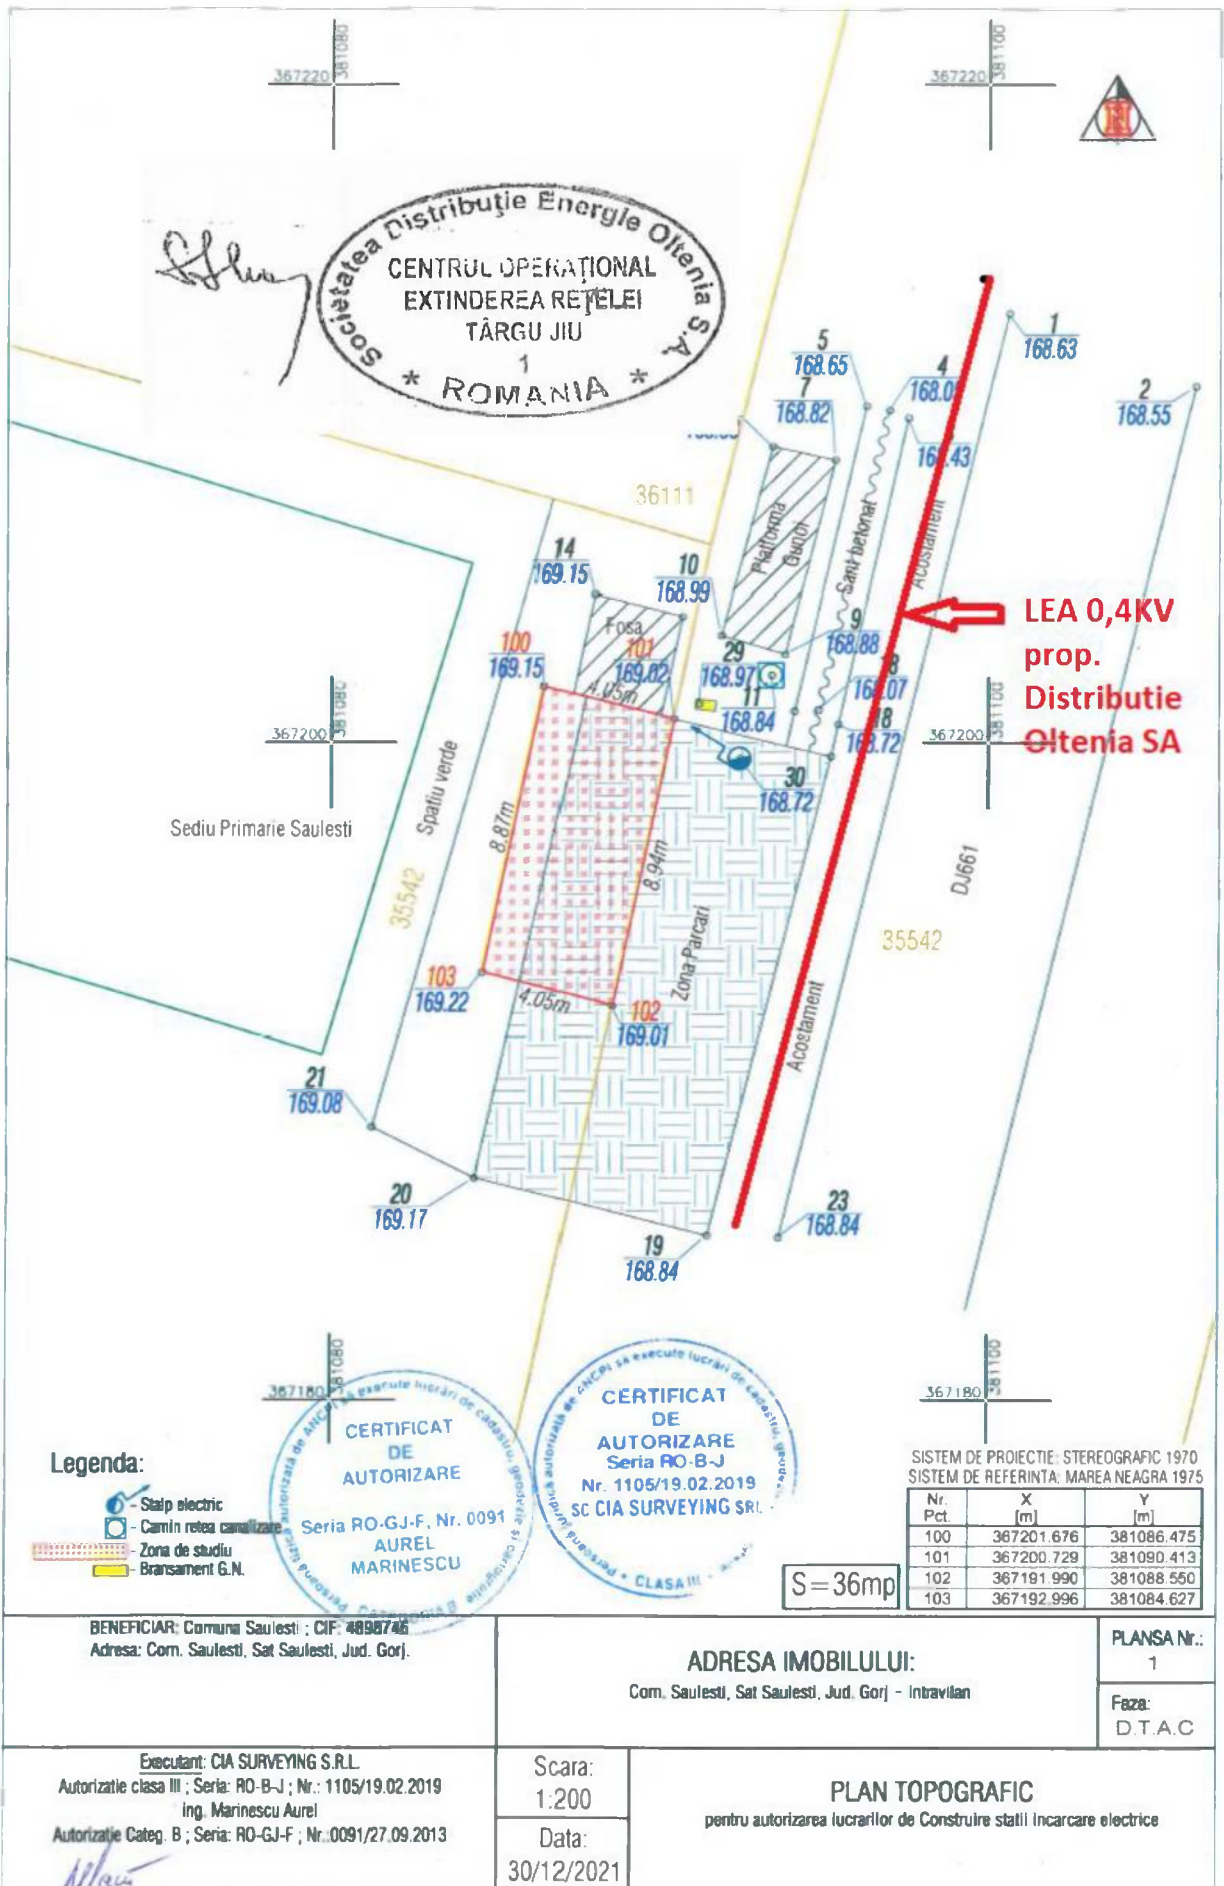 367220
381080
367220
381100
Societatea Distribuție Energie Oltenia S.A.
CENTRUL OPERAȚIONAL
EXTINDEREA REȚELEI
TÂRGU JIU
1
* ROMANIA *
1
168.63
2
168.55
5
168.65
4
168.0
7
168.82
43
36111
Platforma
Gunoi
Sant betonat
Acostament
14
169.15
10
168.99
Fosa
9
168.88
LEA 0,4KV
prop.
Distributie
Oltenia SA
100
169.15
101
169.02
29
168.97
11
168.84
18
168.72
30
168.72
4.05m
367200
381080
367200
381100
Spatiu verde
Sediu Primarie Saulesti
8.87m
8.94m
35542
Zona Parcari
DJ661
35542
103
169.22
4.05m
102
169.01
Acostament
21
169.08
20
169.17
19
168.84
23
168.84
367180
381080
367180
381100
Legenda:
- Stalp electric
- Camin retea canalizare
- Zona de studiu
- Bransament G.N.
CERTIFICAT
DE
AUTORIZARE
Seria RO-GJ-F, Nr. 0091
AUREL
MARINESCU
CERTIFICAT
DE
AUTORIZARE
Seria RO-B-J
Nr. 1105/19.02.2019
SC CIA SURVEYING SRL
CLASA III
SISTEM DE PROIECTIE: STEREOGRAFIC 1970
SISTEM DE REFERINTA: MAREA NEAGRA 1975
Nr. Pct. X [m] Y [m]
100 367201.676 381086.475
101 367200.729 381090.413
102 367191.990 381088.550
103 367192.996 381084.627
S=36mp
BENEFICIAR: Comuna Saulesti ; CIF: 4898746
Adresa: Com. Saulesti, Sat Saulesti, Jud. Gorj.
ADRESA IMOBILULUI:
Com. Saulesti, Sat Saulesti, Jud. Gorj - Intravilan
PLANSA Nr.:
1
Faza:
D.T.A.C
Executant: CIA SURVEYING S.R.L.
Autorizatie clasa III ; Seria: RO-B-J ; Nr.: 1105/19.02.2019
ing. Marinescu Aurel
Autorizatie Categ. B ; Seria: RO-GJ-F ; Nr.:0091/27.09.2013
Scara:
1:200
Data:
30/12/2021
PLAN TOPOGRAFIC
pentru autorizarea lucrarilor de Construire statii incarcare electrice